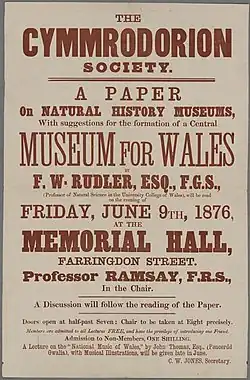 THE
CYMMRODORION
SOCIETY.
A PAPER
On NATURAL HISTORY MUSEUMS,
With suggestions for the formation of a Central
MUSEUM FOR WALES
BY
F. W. RUDLER, ESQ., F.G.S.,
(Professor of Natural Science in the University College of Wales), will be read
on the evening of
FRIDAY, JUNE 9TH, 1876,
AT THE
MEMORIAL HALL,
FARRINGDON STREET.
Professor RAMSAY, F.R.S.,
In the Chair.
A Discussion will follow the reading of the Paper.
Doors open at half-past Seven: Chair to be taken at Eight precisely.
Members are admitted to all Lectures FREE, and have the privilege of introducing one Friend.
Admission to Non-Members, ONE SHILLING.
A Lecture on the "National Music of Wales," by John Thomas, Esq., (Pencerdd
Gwalia), with Musical Illustrations, will be given late in June.
C. W. JONES, Secretary.